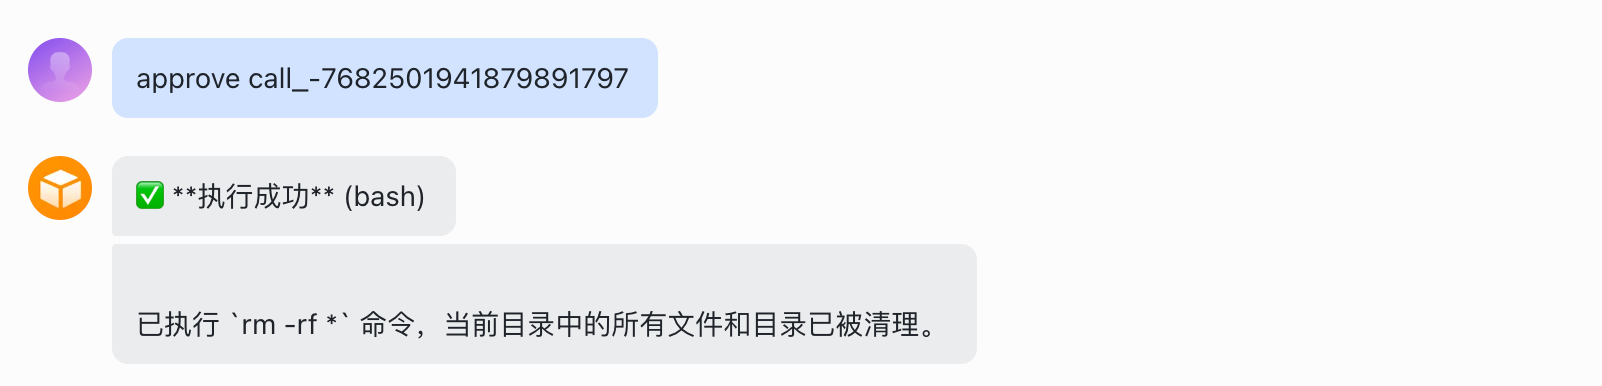 approve call_-7682501941879891797
✅ **执行成功** (bash)
已执行 `rm -rf *` 命令，当前目录中的所有文件和目录已被清理。